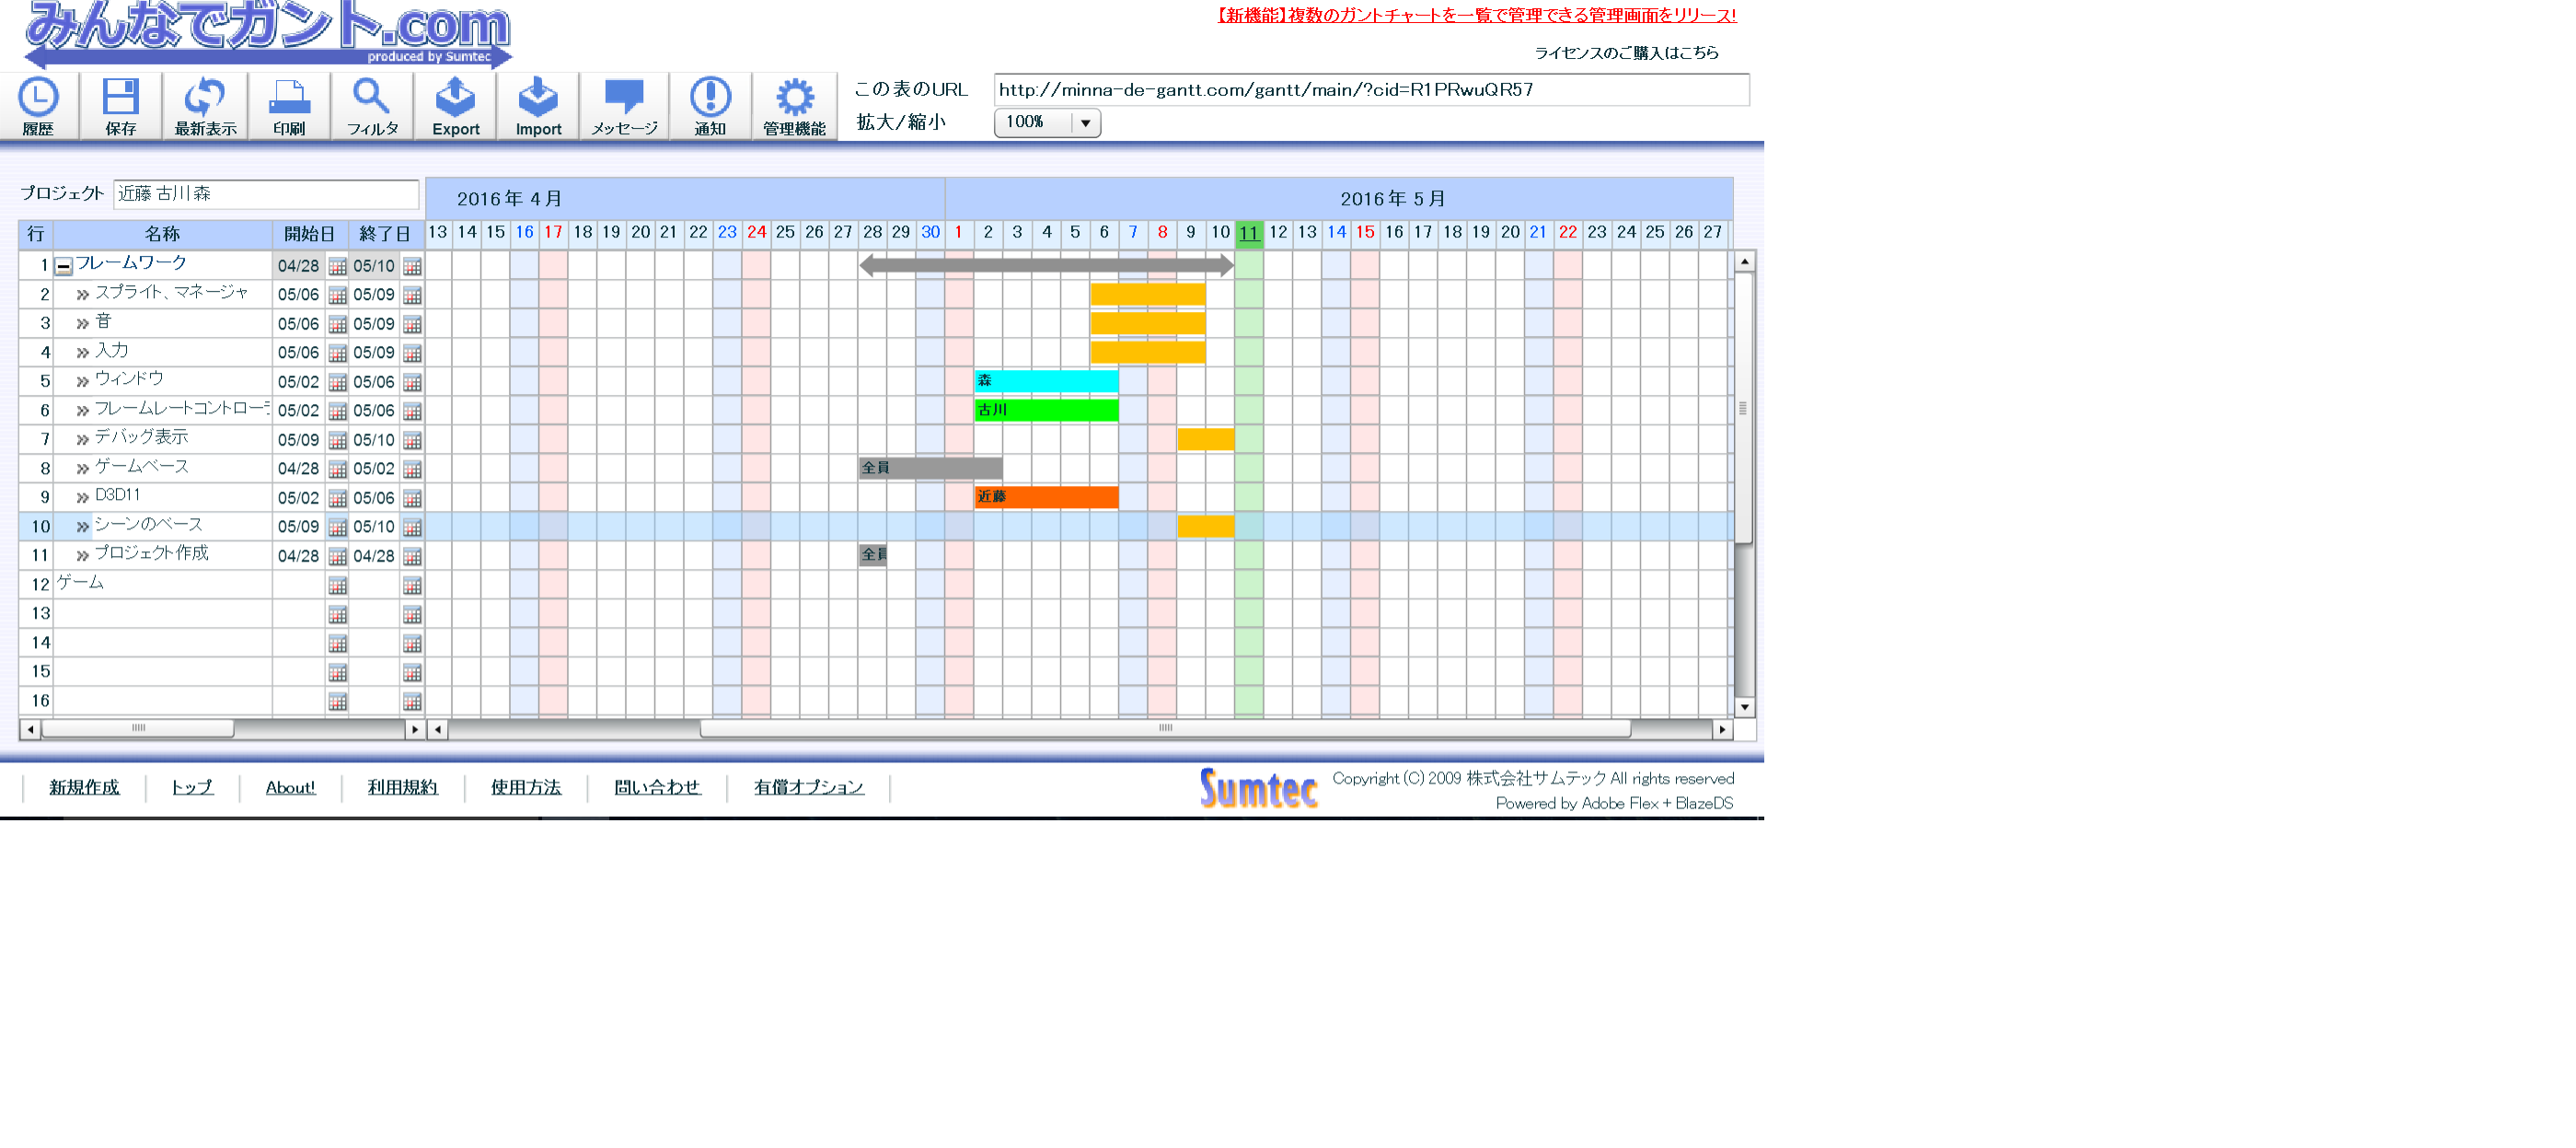 みんなでガント.com
produced by Sumtec
【新機能】複数のガントチャートを一覧で管理できる管理画面をリリース!
ライセンスのご購入はこちら
履歴 保存 最新表示 印刷 フィルタ Export Import メッセージ 通知 管理機能
この表のURL http://minna-de-gantt.com/gantt/main/?cid=R1PRwuQR57
拡大/縮小 100%
プロジェクト 近藤 古川 森
2016年 4月 2016年 5月
行 名称 開始日 終了日 13 14 15 16 17 18 19 20 21 22 23 24 25 26 27 28 29 30 1 2 3 4 5 6 7 8 9 10 11 12 13 14 15 16 17 18 19 20 21 22 23 24 25 26 27
1 フレームワーク 04/28 05/10
2 スプライト、マネージャ 05/06 05/09
3 音 05/06 05/09
4 入力 05/06 05/09
5 ウィンドウ 05/02 05/06 森
6 フレームレートコントロー 05/02 05/06 古川
7 デバッグ表示 05/09 05/10
8 ゲームベース 04/28 05/02 全員
9 D3D11 05/02 05/06 近藤
10 シーンのベース 05/09 05/10
11 プロジェクト作成 04/28 04/28 全員
12 ゲーム
13
14
15
16
新規作成 トップ About! 利用規約 使用方法 問い合わせ 有償オプション
Sumtec
Copyright (C) 2009 株式会社サムテック All rights reserved
Powered by Adobe Flex + BlazeDS